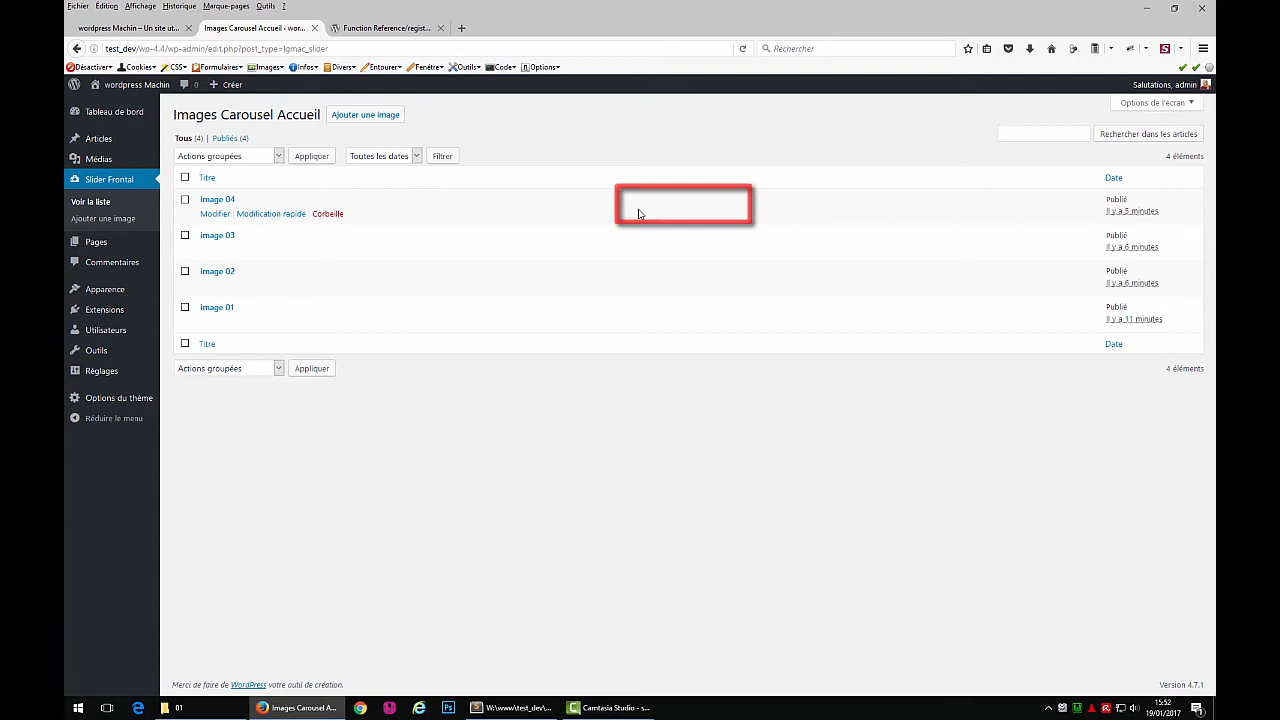 Fichier Édition Affichage Historique Marque-pages Outils ?
wordpress Machin – Un site ut... Images Carousel Accueil ‹ wor... Function Reference/regist...
test_dev/wp-4.4/wp-admin/edit.php?post_type=lgmac_slider Rechercher
Désactiver Cookies CSS Formulaires Images Infos Divers Entourer Fenêtre Outils Code Options
wordpress Machin 0 Créer Salutations, admin
Tableau de bord
Articles
Médias
Slider Frontal
Voir la liste
Ajouter une image
Pages
Commentaires
Apparence
Extensions
Utilisateurs
Outils
Réglages
Options du thème
Réduire le menu
Options de l'écran
Images Carousel Accueil Ajouter une image
Tous (4) | Publiés (4) Rechercher dans les articles
Actions groupées Appliquer Toutes les dates Filtrer 4 éléments
Titre Date
image 04 Publié
Modifier | Modification rapide | Corbeille Il y a 5 minutes
image 03 Publié
Il y a 6 minutes
image 02 Publié
Il y a 6 minutes
image 01 Publié
Il y a 11 minutes
Titre Date
Actions groupées Appliquer 4 éléments
Merci de faire de WordPress votre outil de création. Version 4.7.1
01 Images Carousel A... W:\www\test_dev\... Camtasia Studio - s...
15:52
19/01/2017